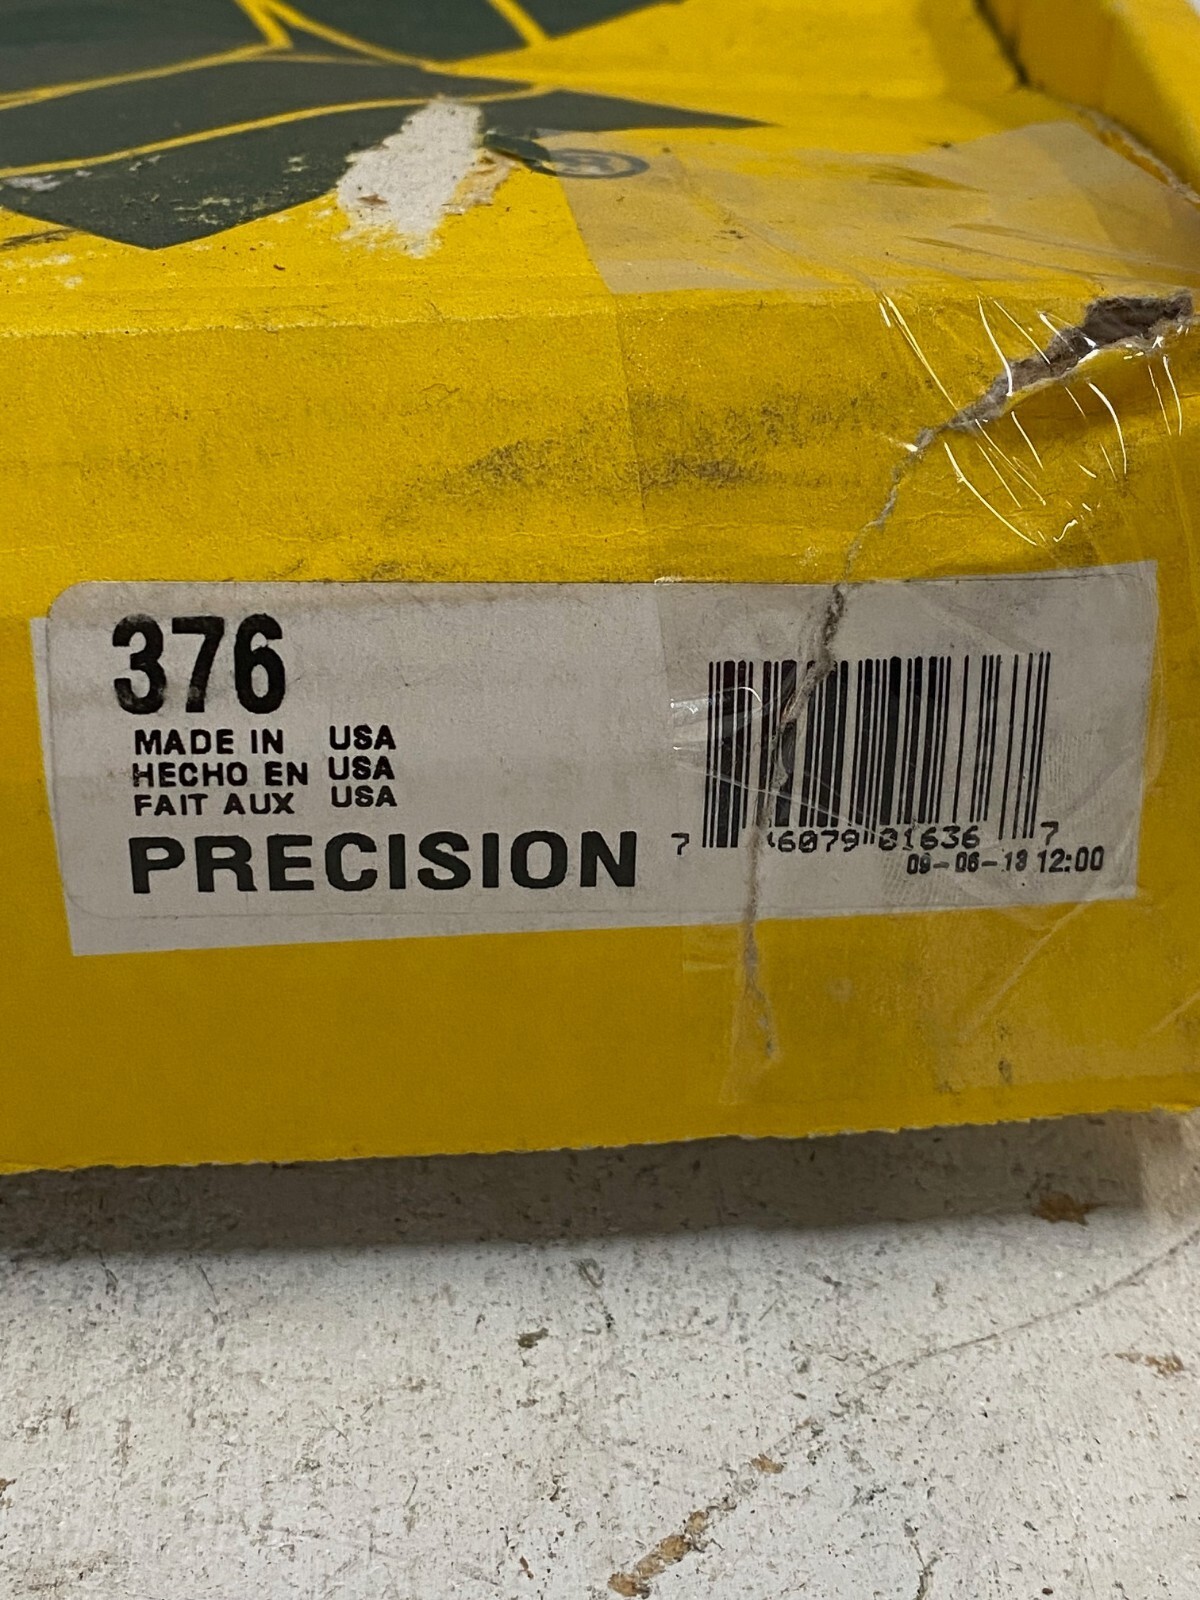 ®
376
MADE IN USA
HECHO EN USA
FAIT AUX USA
PRECISION
7 46079 01636 7
09-06-13 12:00